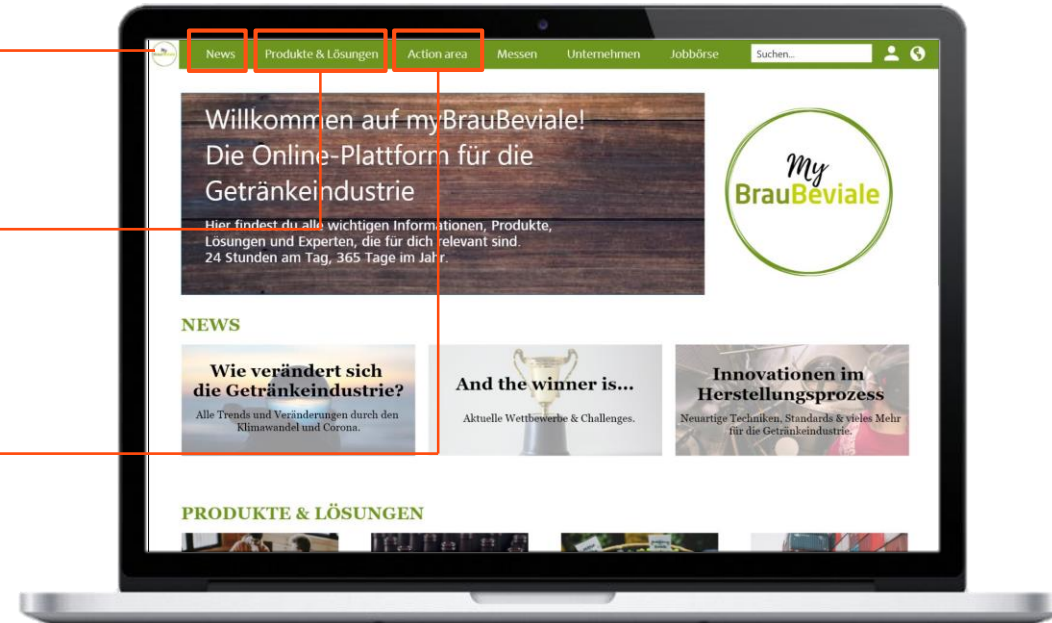 News Produkte & Lösungen Action area Messen Unternehmen Jobbörse Suchen...
Willkommen auf myBrauBeviale!
Die Online-Plattform für die
Getränkeindustrie
Hier findest du alle wichtigen Informationen, Produkte,
Lösungen und Experten, die für dich relevant sind.
24 Stunden am Tag, 365 Tage im Jahr.
My
BrauBeviale
NEWS
Wie verändert sich
die Getränkeindustrie?
Alle Trends und Veränderungen durch den
Klimawandel und Corona.
And the winner is...
Aktuelle Wettbewerbe & Challenges.
Innovationen im
Herstellungsprozess
Neuartige Techniken, Standards & vieles Mehr
für die Getränkeindustrie.
PRODUKTE & LÖSUNGEN